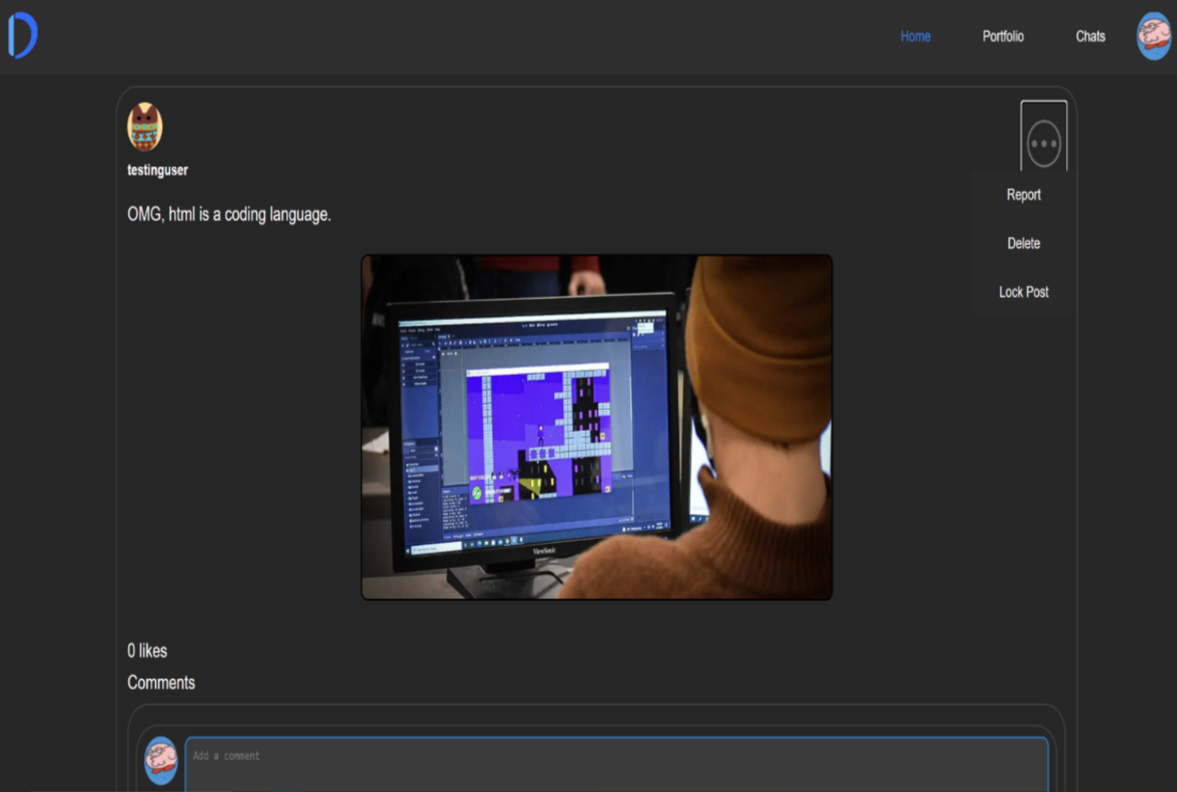 Home
Portfolio
Chats
testinguser
Report
OMG, html is a coding language.
Delete
Lock Post
ViewSonic
0 likes
Comments
Add a comment